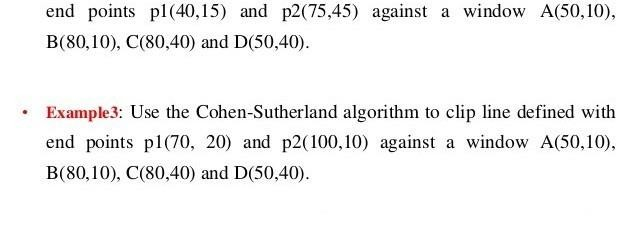 end points p1(40,15) and p2(75,45) against a window A(50,10),
B(80,10), C(80,40) and D(50,40).
• Example3: Use the Cohen-Sutherland algorithm to clip line defined with
end points p1(70, 20) and p2(100,10) against a window A(50,10),
B(80,10), C(80,40) and D(50,40).